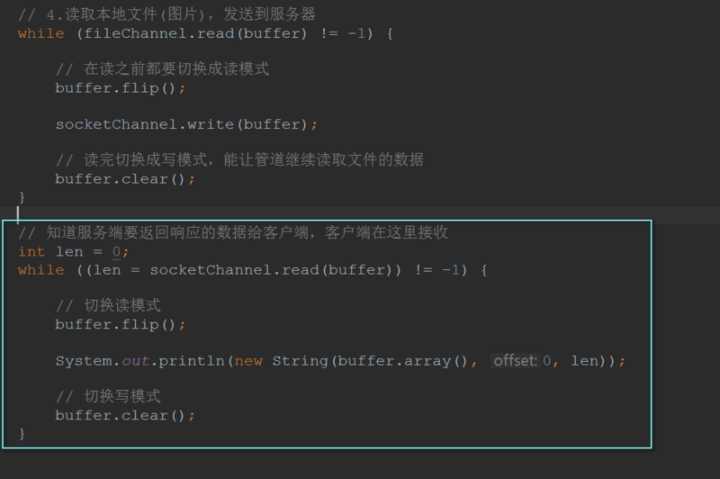 // 4.读取本地文件(图片)，发送到服务器
while (fileChannel.read(buffer) != -1) {
// 在读之前都要切换成读模式
buffer.flip();
socketChannel.write(buffer);
// 读完切换成写模式，能让管道继续读取文件的数据
buffer.clear();
}
// 知道服务端要返回响应的数据给客户端，客户端在这里接收
int len = 0;
while ((len = socketChannel.read(buffer)) != -1) {
// 切换读模式
buffer.flip();
System.out.println(new String(buffer.array(), offset: 0, len));
// 切换写模式
buffer.clear();
}